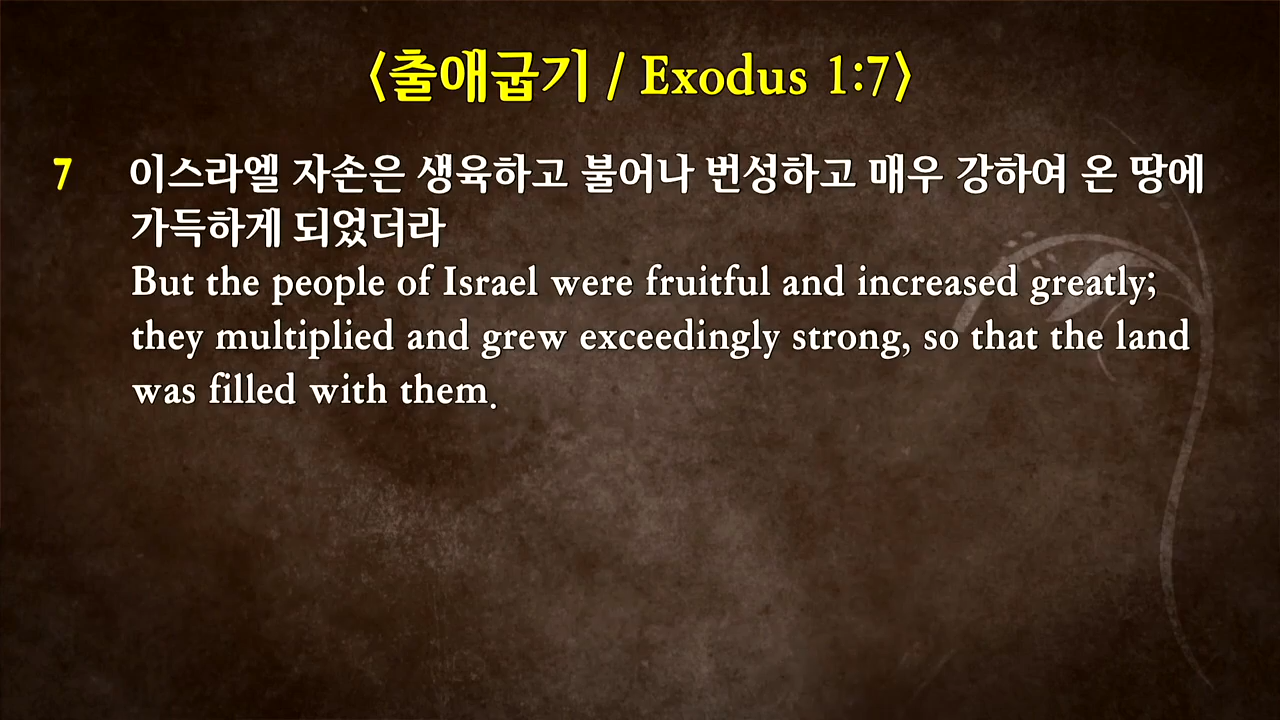 〈출애굽기 / Exodus 1:7〉
7 이스라엘 자손은 생육하고 불어나 번성하고 매우 강하여 온 땅에
가득하게 되었더라
But the people of Israel were fruitful and increased greatly;
they multiplied and grew exceedingly strong, so that the land
was filled with them.